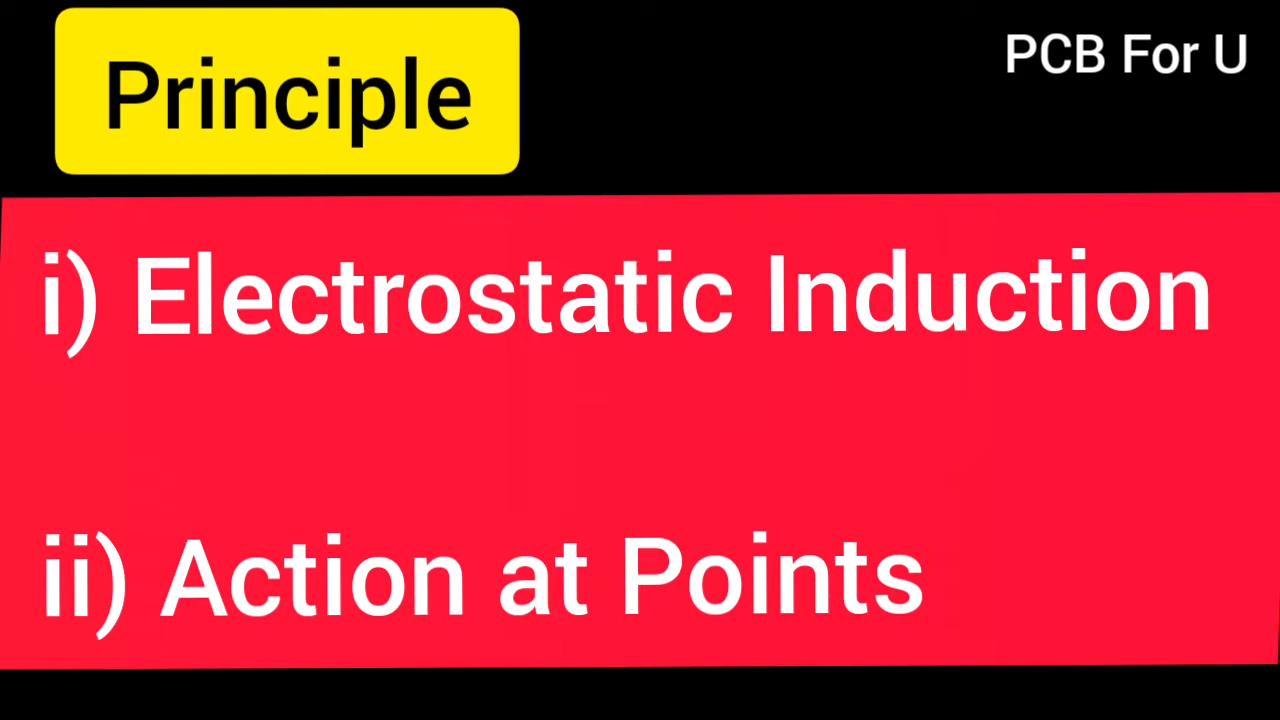 Principle
PCB For U
i) Electrostatic Induction
ii) Action at Points